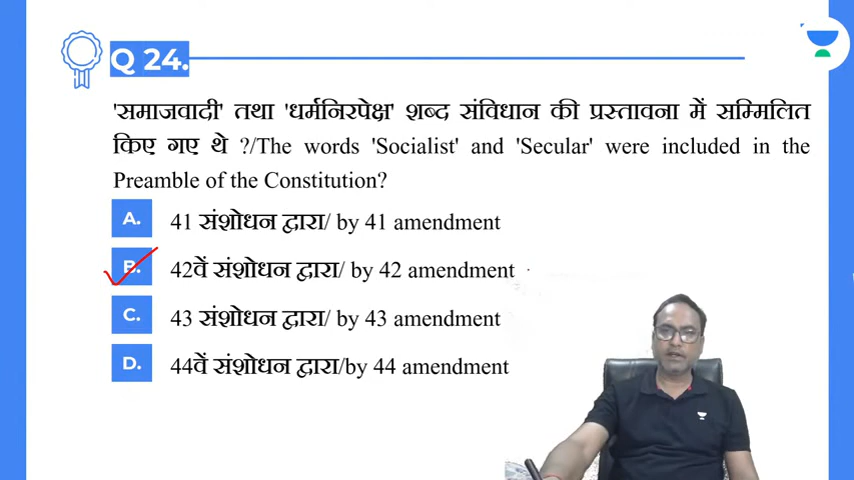 Q 24.
'समाजवादी' तथा 'धर्मनिरपेक्ष' शब्द संविधान की प्रस्तावना में सम्मिलित
किए गए थे ?/The words 'Socialist' and 'Secular' were included in the
Preamble of the Constitution?
A. 41 संशोधन द्वारा/ by 41 amendment
B. 42वें संशोधन द्वारा/ by 42 amendment
C. 43 संशोधन द्वारा/ by 43 amendment
D. 44वें संशोधन द्वारा/by 44 amendment